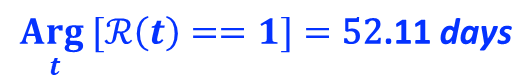 Arg [ℛ(t) == 1] = 52.11 days
t